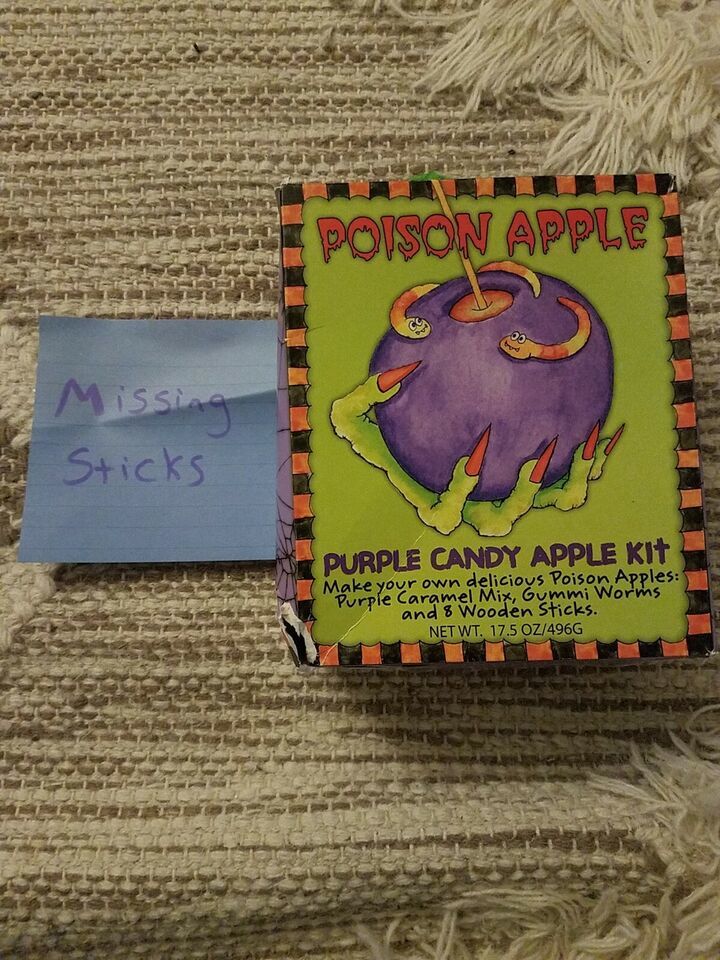 Missing
Sticks
POISON APPLE
PURPLE CANDY APPLE KIt
Make your own delicious Poison Apples:
Purple Caramel Mix, Gummi Worms
and 8 Wooden Sticks.
NET WT. 17.5 OZ/496G